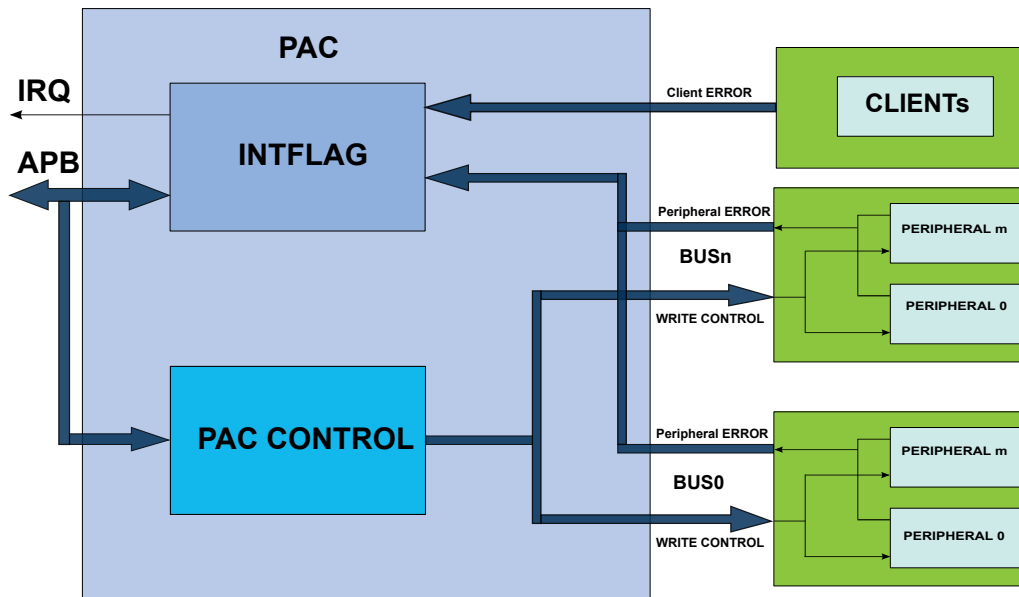 PAC
IRQ
INTFLAG
APB
PAC CONTROL
Client ERROR
CLIENTs
Peripheral ERROR
BUSn
WRITE CONTROL
PERIPHERAL m
PERIPHERAL 0
Peripheral ERROR
BUS0
WRITE CONTROL
PERIPHERAL m
PERIPHERAL 0